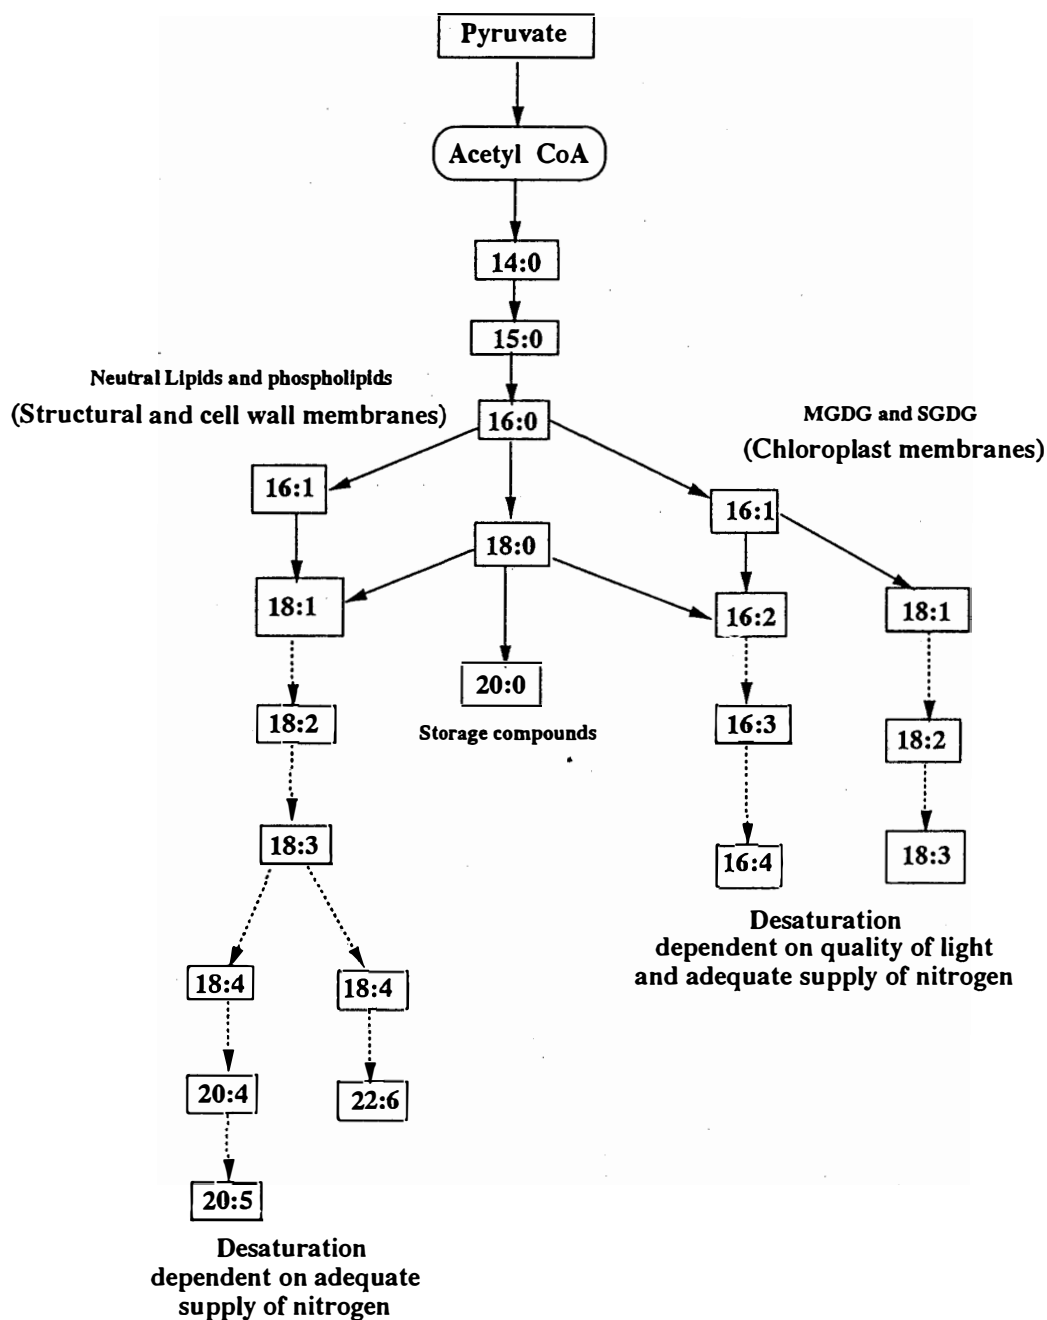 Pyruvate
Acetyl CoA
14:0
15:0
Neutral Lipids and phospholipids
(Structural and cell wall membranes)
16:0
MGDG and SGDG
(Chloroplast membranes)
16:1
16:1
18:0
18:1
16:2
18:1
20:0
Storage compounds
18:2
16:3
18:2
18:3
16:4
18:3
Desaturation
dependent on quality of light
and adequate supply of nitrogen
18:4
18:4
20:4
22:6
20:5
Desaturation
dependent on adequate
supply of nitrogen